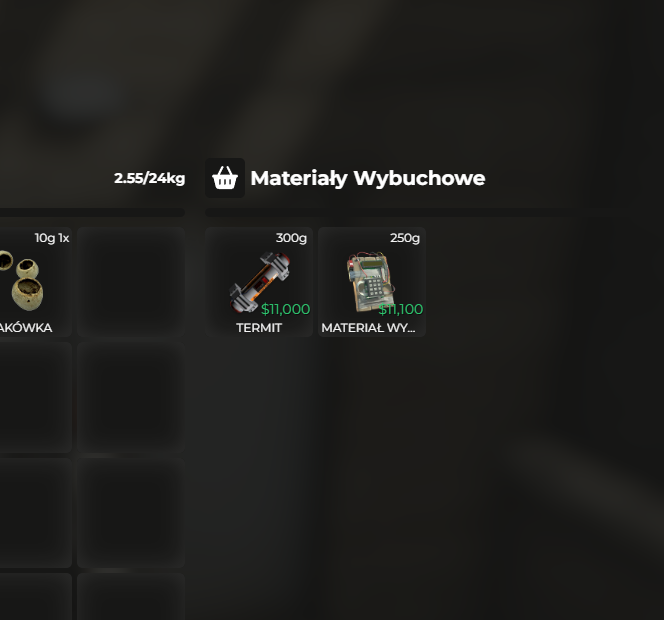 2.55/24kg
Materiały Wybuchowe
10g 1x
300g
250g
$11,000
$11,100
AKÓWKA
TERMIT
MATERIAŁ WY...